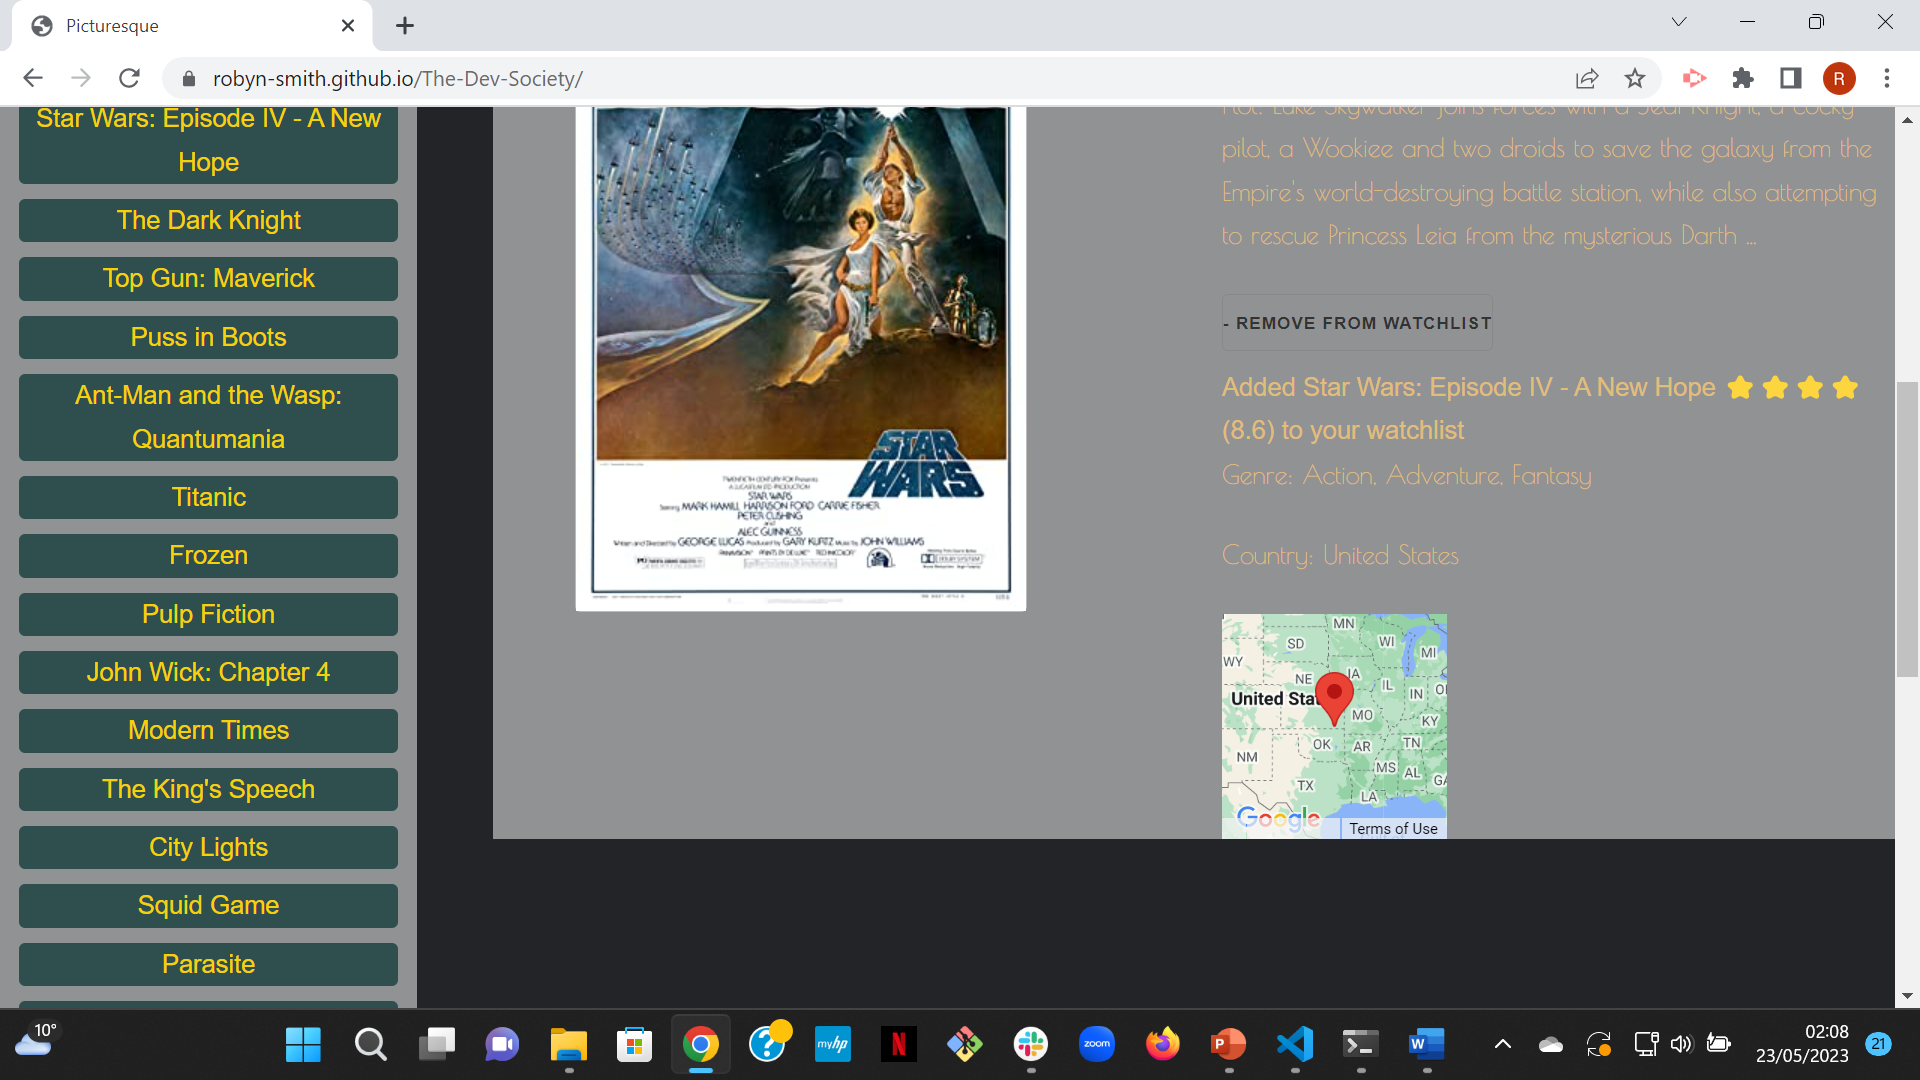 Picturesque
robyn-smith.github.io/The-Dev-Society/
R
Star Wars: Episode IV - A New
Hope
The Dark Knight
Top Gun: Maverick
Puss in Boots
Ant-Man and the Wasp:
Quantumania
Titanic
Frozen
Pulp Fiction
John Wick: Chapter 4
Modern Times
The King's Speech
City Lights
Squid Game
Parasite
TWENTIETH CENTURY-FOX Presents
A LUCASFILM LTD PRODUCTION
STAR WARS
Starring MARK HAMILL HARRISON FORD CARRIE FISHER
PETER CUSHING
and
ALEC GUINNESS
Written and Directed by GEORGE LUCAS Produced by GARY KURTZ Music by JOHN WILLIAMS
STAR
WARS
Plot: Luke Skywalker joins forces with a Jedi Knight, a cocky
pilot, a Wookiee and two droids to save the galaxy from the
Empire's world-destroying battle station, while also attempting
to rescue Princess Leia from the mysterious Darth ...
- REMOVE FROM WATCHLIST
Added Star Wars: Episode IV - A New Hope
(8.6) to your watchlist
Genre: Action, Adventure, Fantasy
Country: United States
MN
SD
WI
MI
WY
NE
IA
IL
IN
United Stat
MO
KY
OK
AR
TN
NM
MS
AL
GA
TX
LA
Google
Terms of Use
10°
myhp
N
zoom
P
W
02:08
23/05/2023
21